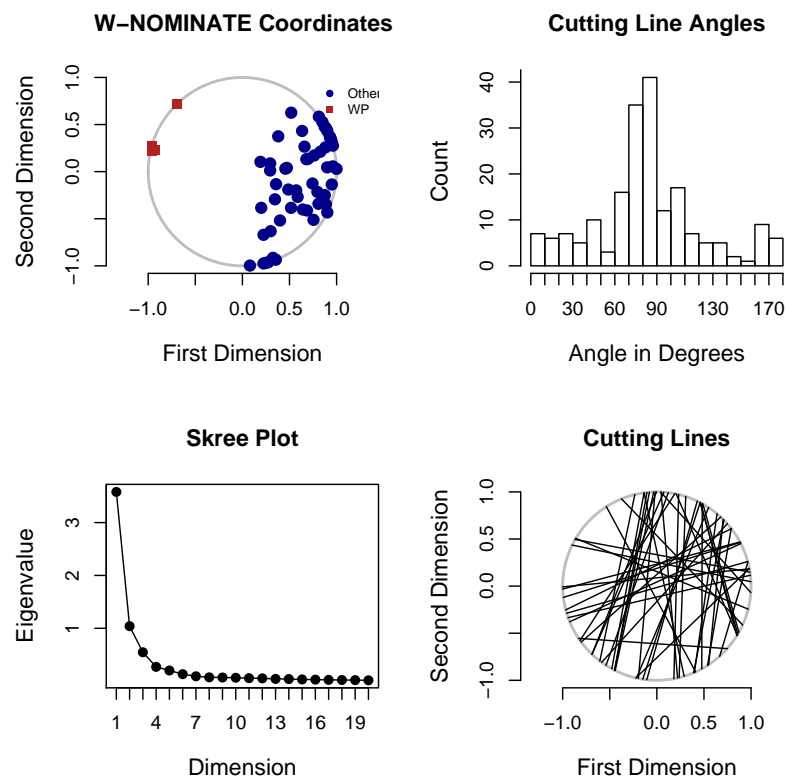 W−NOMINATE Coordinates
Second Dimension
1.0
0.5
0.0
−1.0
−1.0 0.0 0.5 1.0
First Dimension
Other
WP
Cutting Line Angles
Count
40
30
20
10
0
0 30 60 90 130 170
Angle in Degrees
Skree Plot
Eigenvalue
3
2
1
1 4 7 10 13 16 19
Dimension
Cutting Lines
Second Dimension
1.0
0.5
0.0
−1.0
−1.0 0.0 0.5 1.0
First Dimension